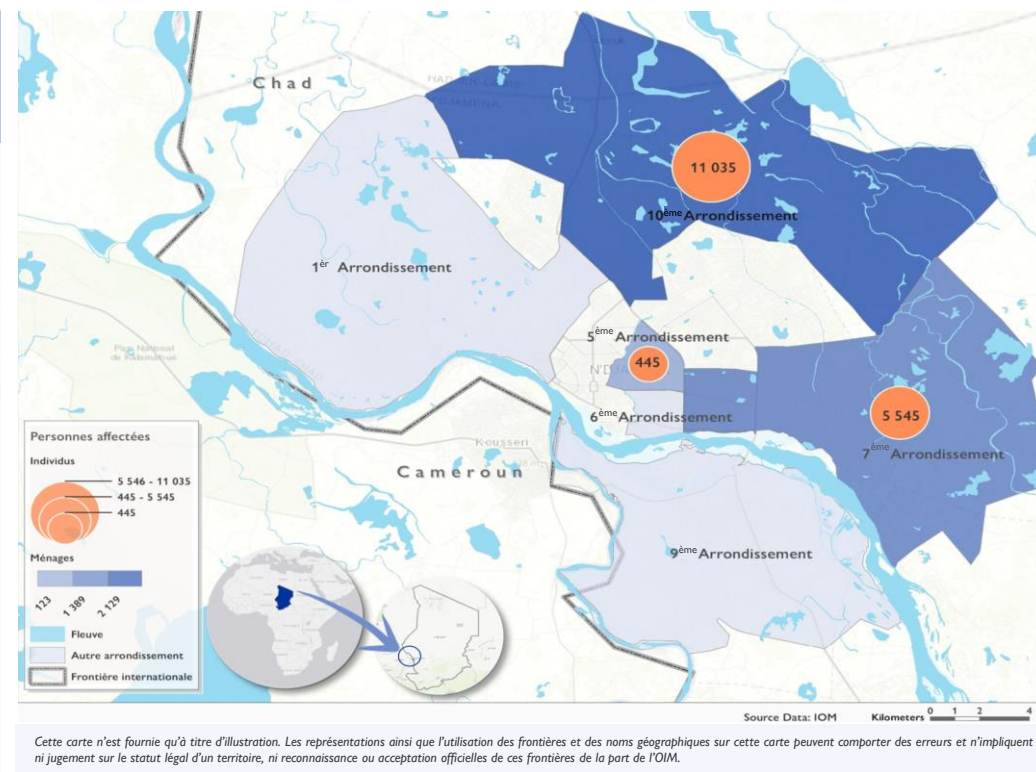 Chad
N'DJAMENA
11 035
10ème Arrondissement
1èr Arrondissement
Parc National
5ème Arrondissement
445
6ème Arrondissement
5 545
7ème Arrondissement
Kousseri
Cameroun
9ème Arrondissement
Personnes affectées
Individus
5 546 - 11 035
445 - 5 545
445
Ménages
123
1 389
2 129
Fleuve
Autre arrondissement
Frontière internationale
Source Data: IOM
Kilometers
0 1 2 4
Cette carte n'est fournie qu'à titre d'illustration. Les représentations ainsi que l'utilisation des frontières et des noms géographiques sur cette carte peuvent comporter des erreurs et n'impliquent
ni jugement sur le statut légal d'un territoire, ni reconnaissance ou acceptation officielles de ces frontières de la part de l'OIM.